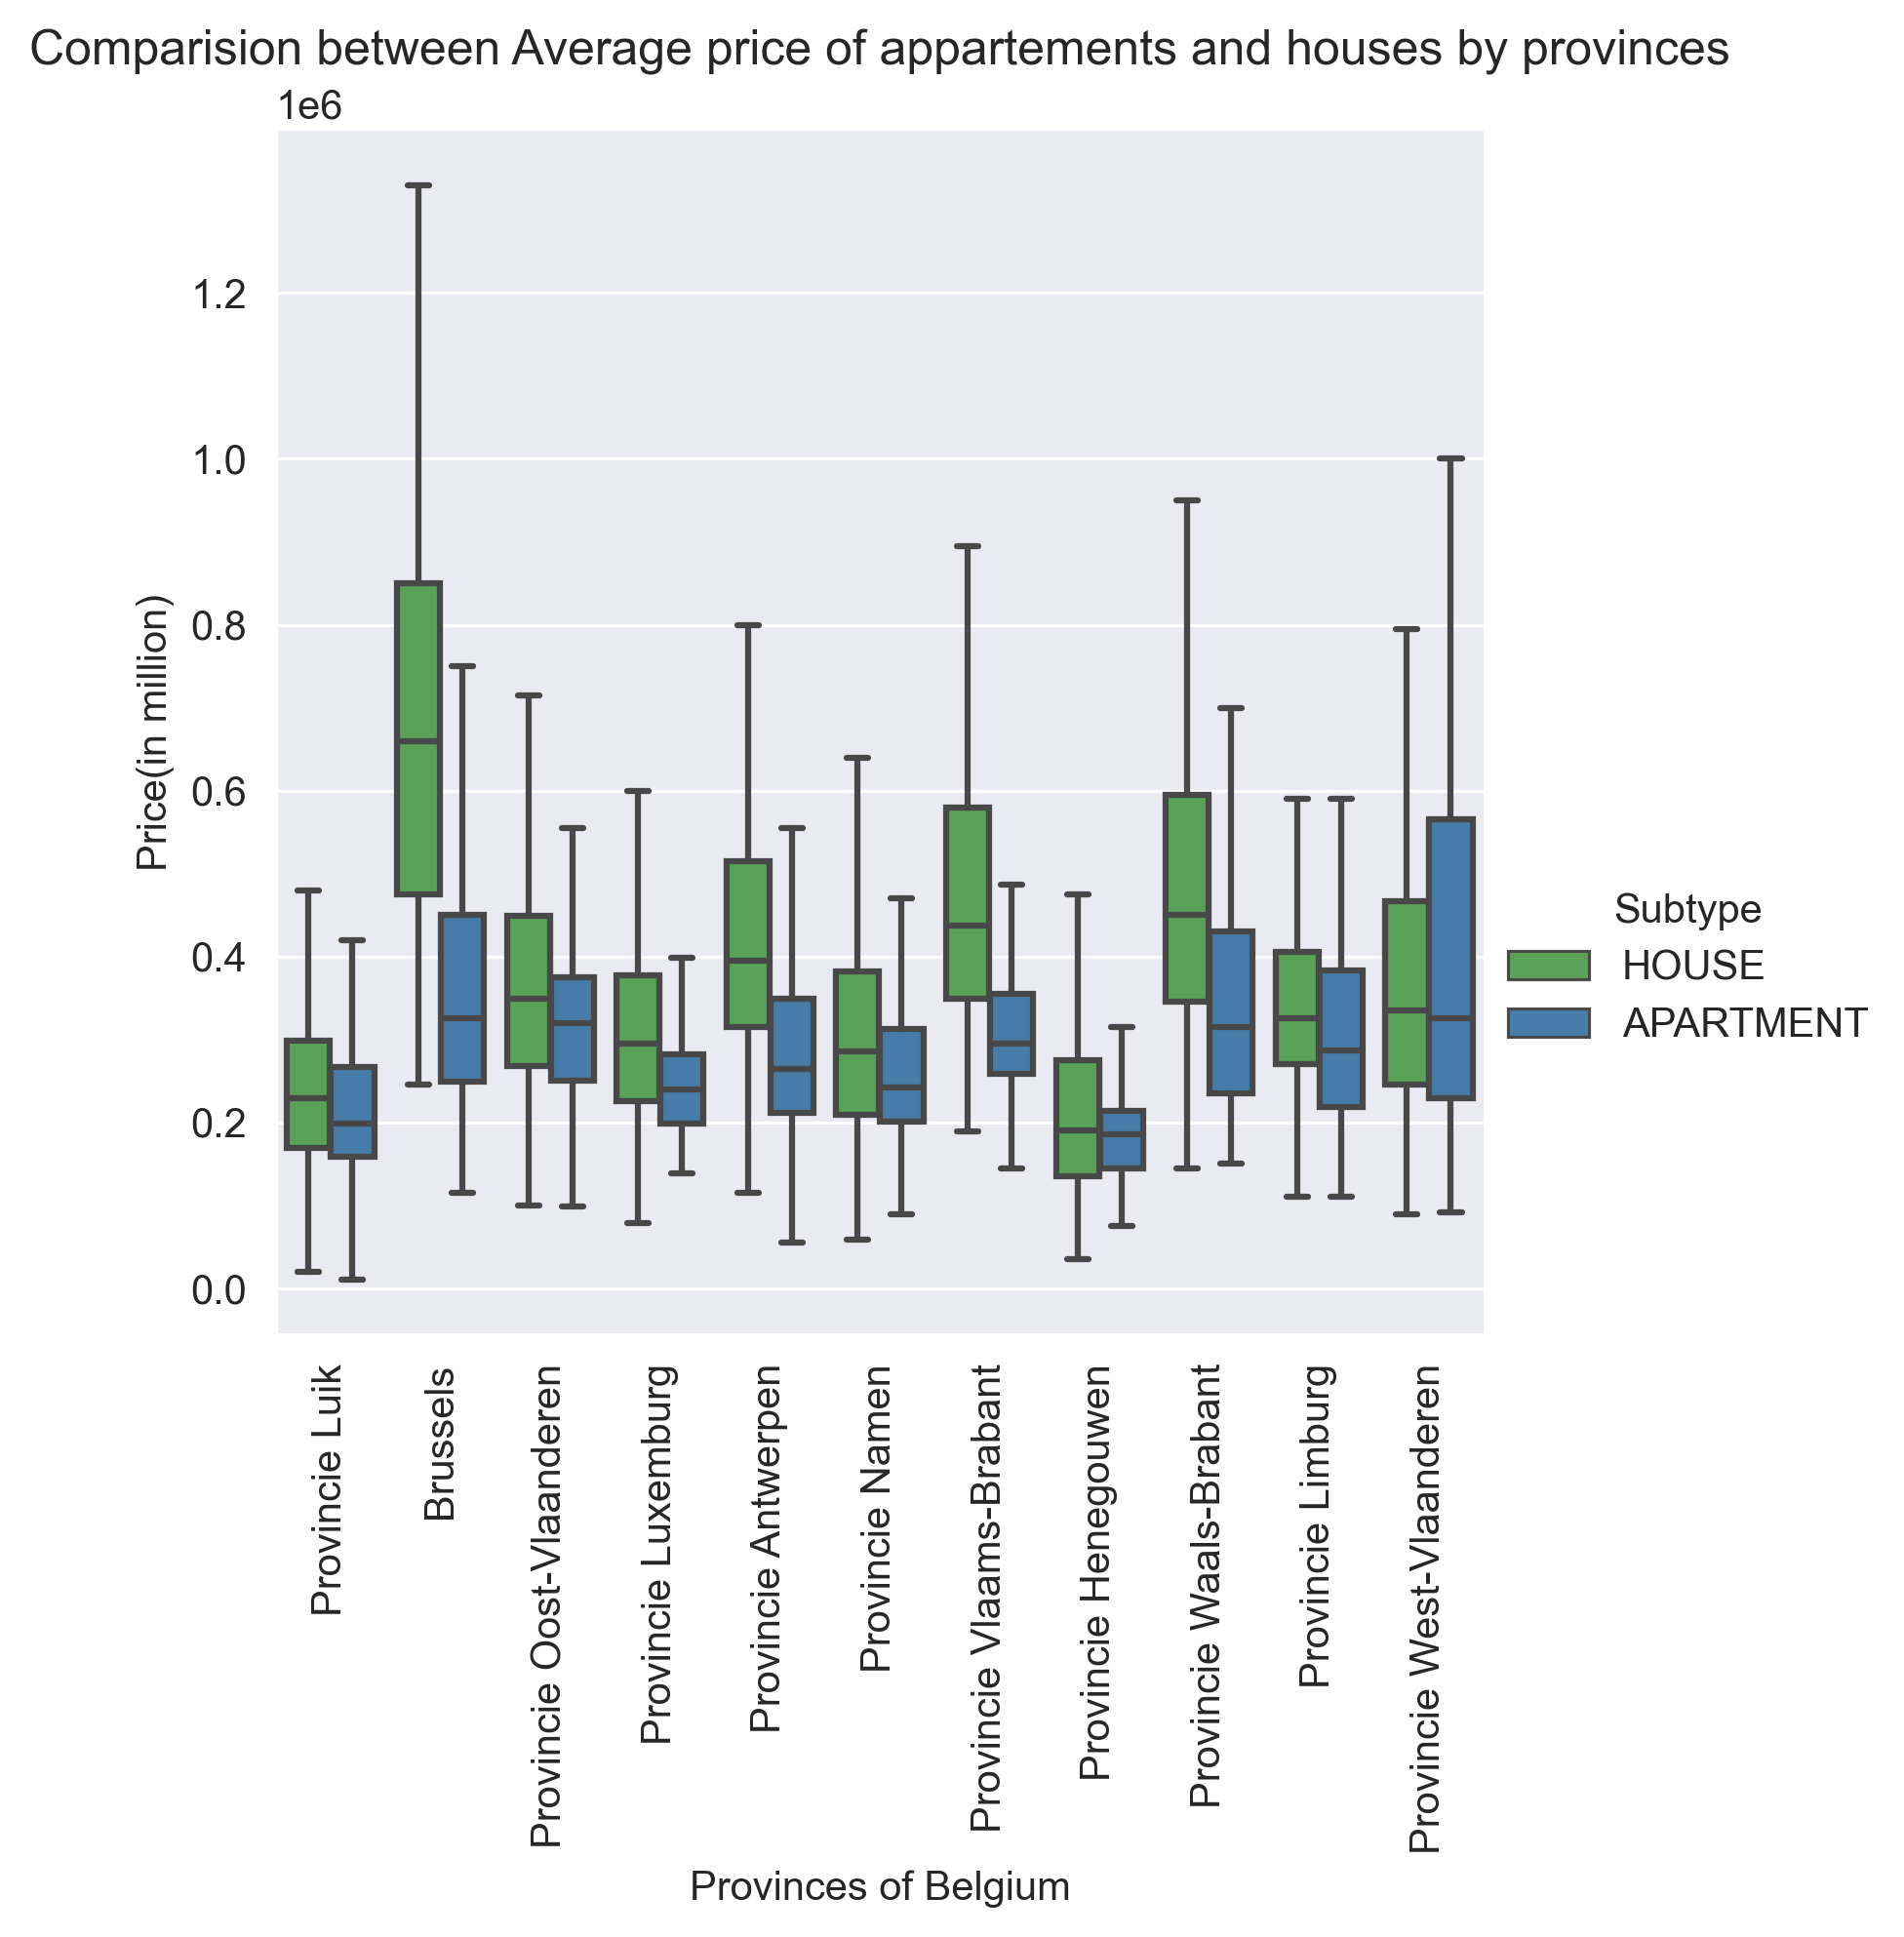 Comparision between Average price of appartements and houses by provinces
1e6
1.2
1.0
0.8
0.6
0.4
0.2
0.0
Price(in million)
Subtype
HOUSE
APARTMENT
Provincie Luik
Brussels
Provincie Oost-Vlaanderen
Provincie Luxemburg
Provincie Antwerpen
Provincie Namen
Provincie Vlaams-Brabant
Provincie Henegouwen
Provincie Waals-Brabant
Provincie Limburg
Provincie West-Vlaanderen
Provinces of Belgium